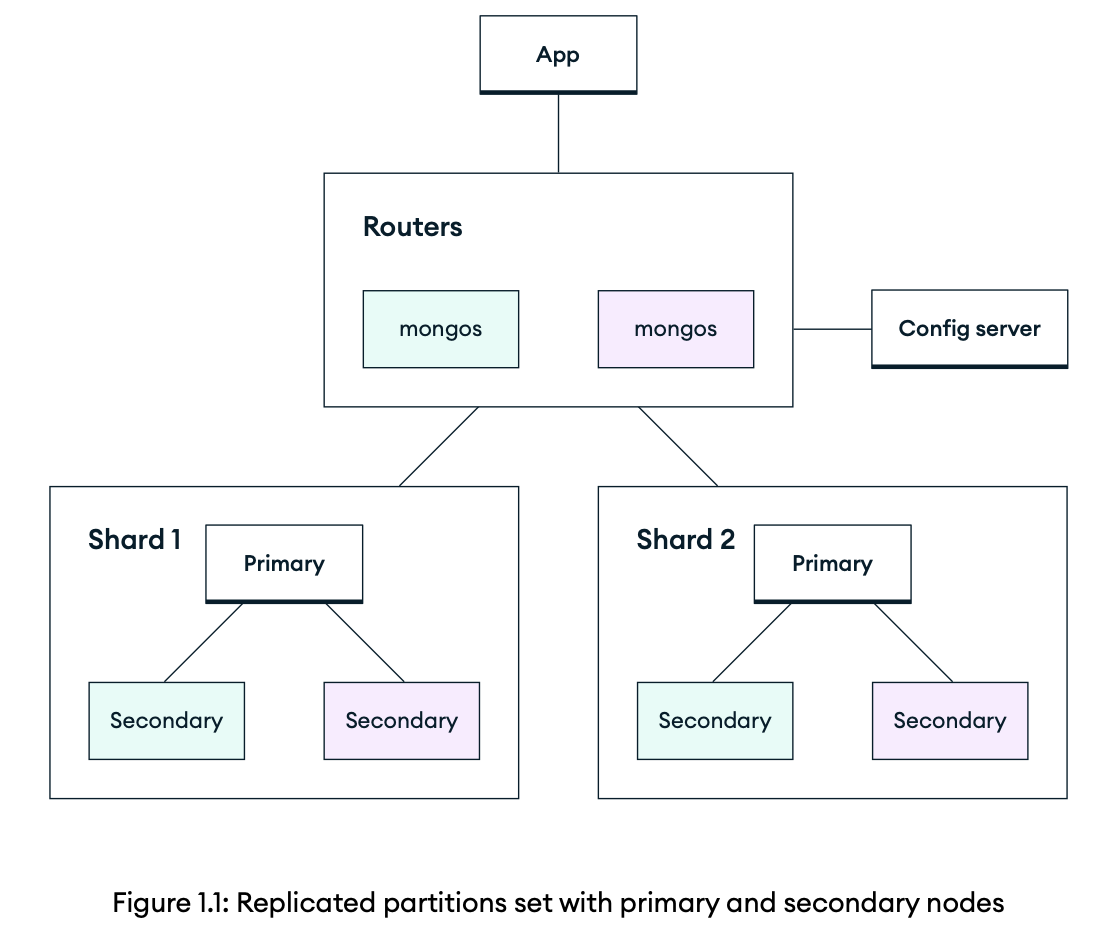 App
Routers
mongos
mongos
Config server
Shard 1
Primary
Secondary
Secondary
Shard 2
Primary
Secondary
Secondary
Figure 1.1: Replicated partitions set with primary and secondary nodes